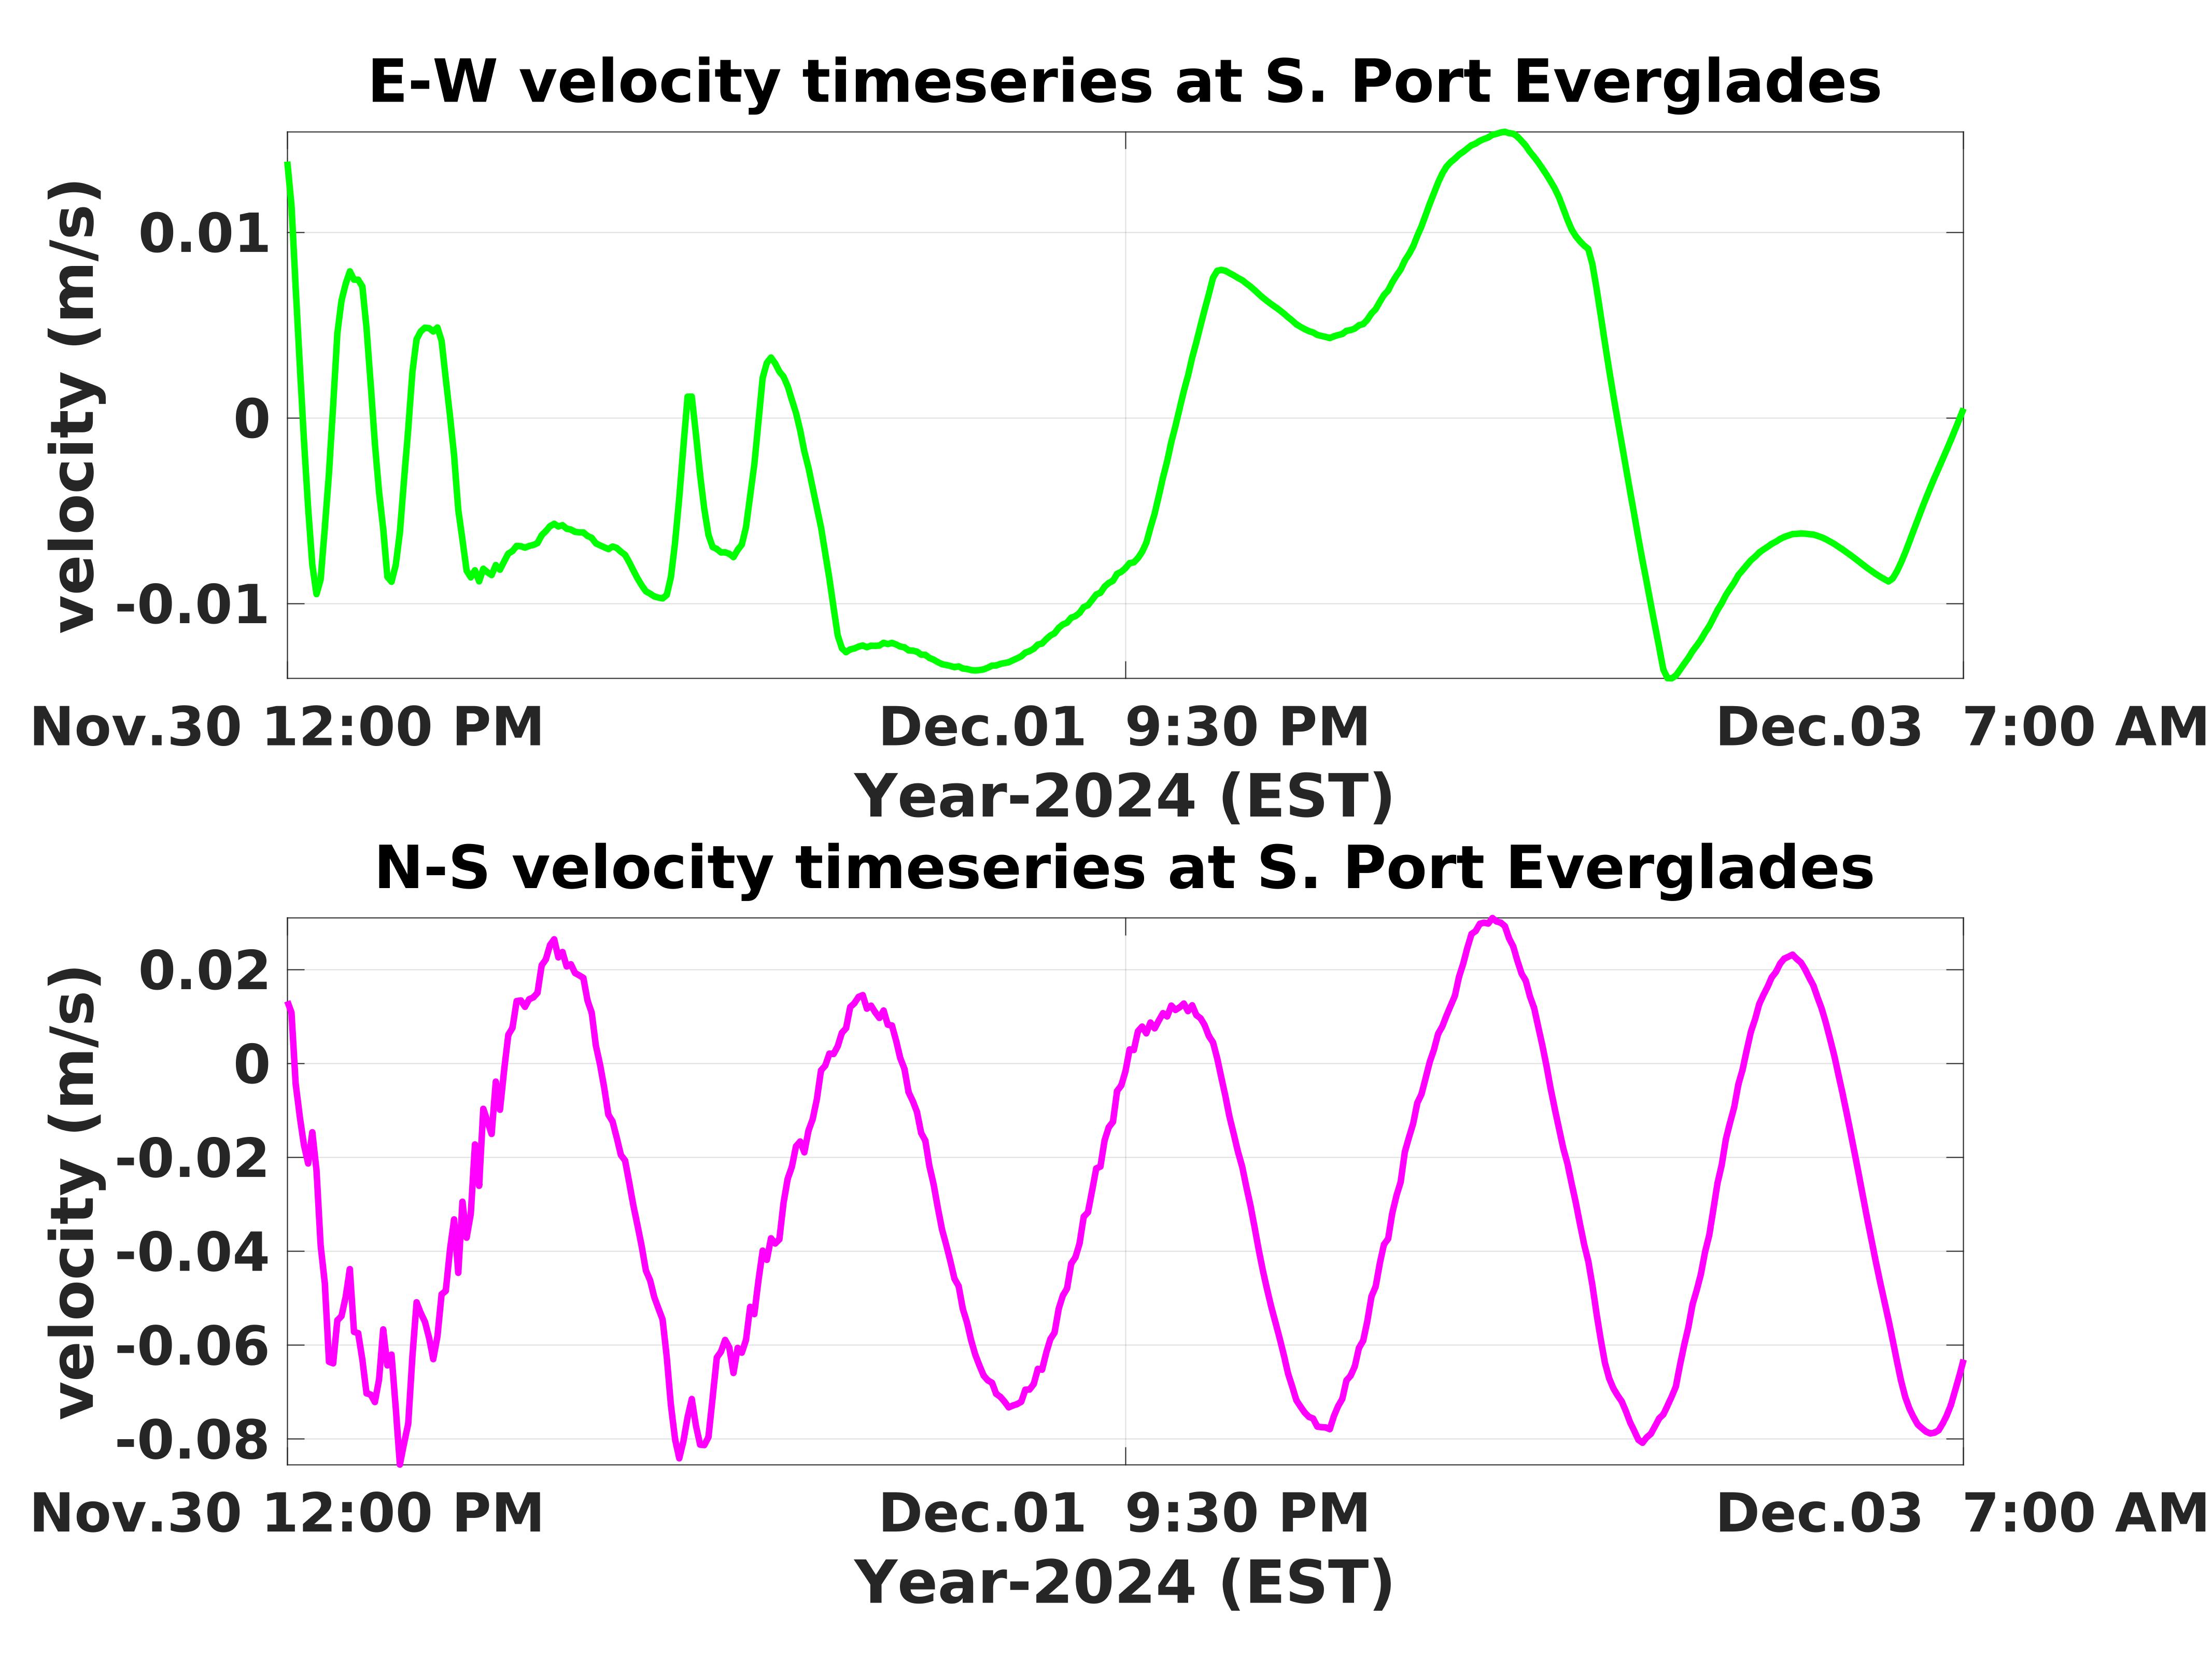 E-W velocity timeseries at S. Port Everglades
velocity (m/s)
0.01
0
-0.01
Nov.30 12:00 PM Dec.01 9:30 PM Dec.03 7:00 AM
Year-2024 (EST)
N-S velocity timeseries at S. Port Everglades
velocity (m/s)
0.02
0
-0.02
-0.04
-0.06
-0.08
Nov.30 12:00 PM Dec.01 9:30 PM Dec.03 7:00 AM
Year-2024 (EST)